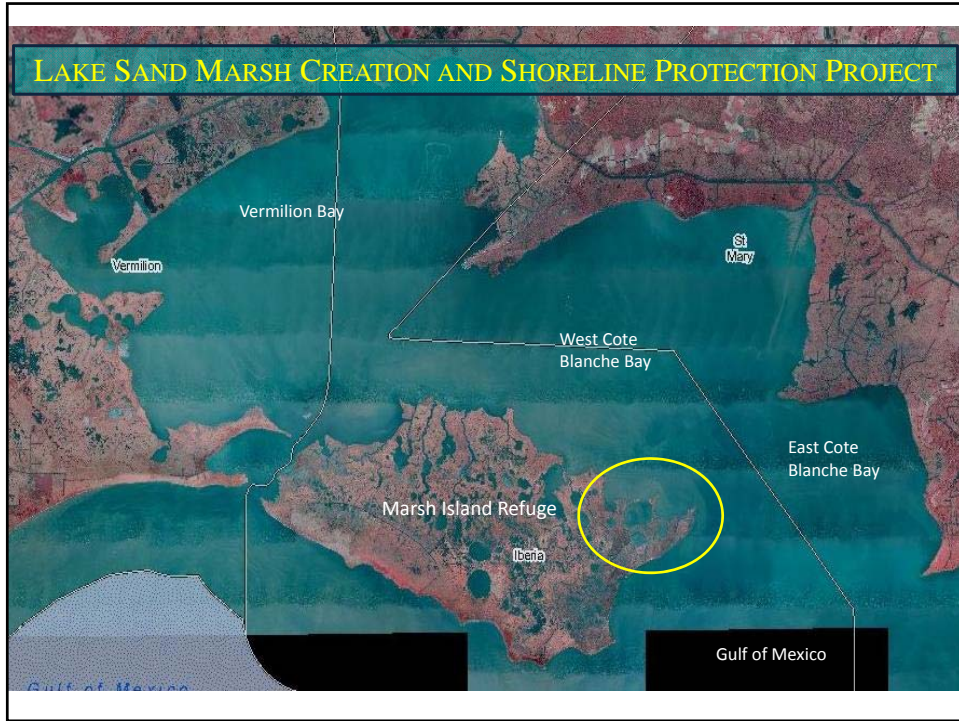 LAKE SAND MARSH CREATION AND SHORELINE PROTECTION PROJECT
Vermilion Bay
St
Mary
Vermilion
West Cote
Blanche Bay
East Cote
Blanche Bay
Marsh Island Refuge
Iberia
Gulf of Mexico
Gulf of Mexico